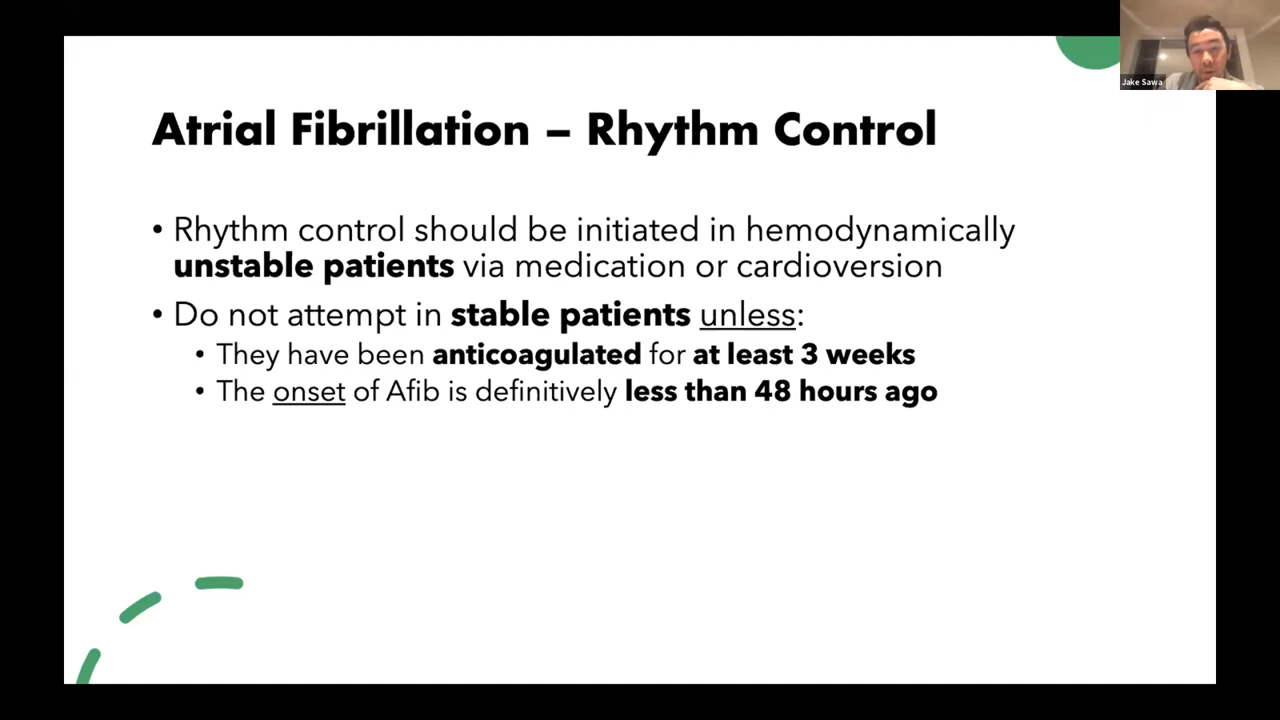 Jake Sawa
Atrial Fibrillation – Rhythm Control
• Rhythm control should be initiated in hemodynamically
unstable patients via medication or cardioversion
• Do not attempt in stable patients unless:
• They have been anticoagulated for at least 3 weeks
• The onset of Afib is definitively less than 48 hours ago